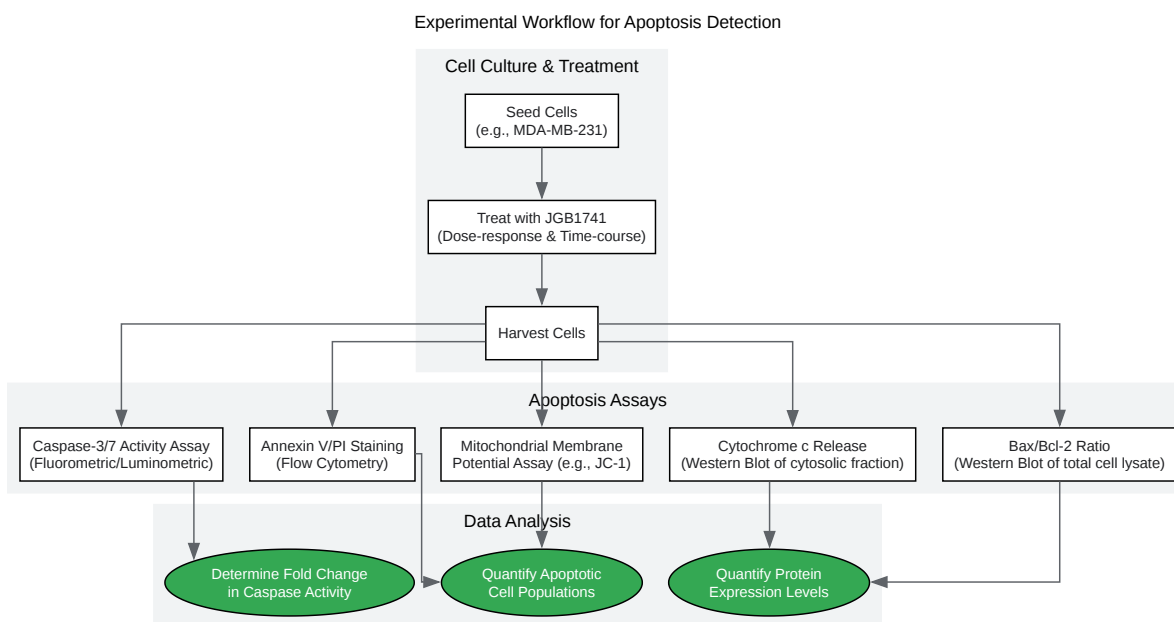 Experimental Workflow for Apoptosis Detection
Cell Culture & Treatment
Seed Cells
(e.g., MDA-MB-231)
Treat with JGB1741
(Dose-response & Time-course)
Harvest Cells
Apoptosis Assays
Caspase-3/7 Activity Assay
(Fluorometric/Luminometric)
Annexin V/PI Staining
(Flow Cytometry)
Mitochondrial Membrane
Potential Assay (e.g., JC-1)
Cytochrome c Release
(Western Blot of cytosolic fraction)
Bax/Bcl-2 Ratio
(Western Blot of total cell lysate)
Data Analysis
Determine Fold Change
in Caspase Activity
Quantify Apoptotic
Cell Populations
Quantify Protein
Expression Levels